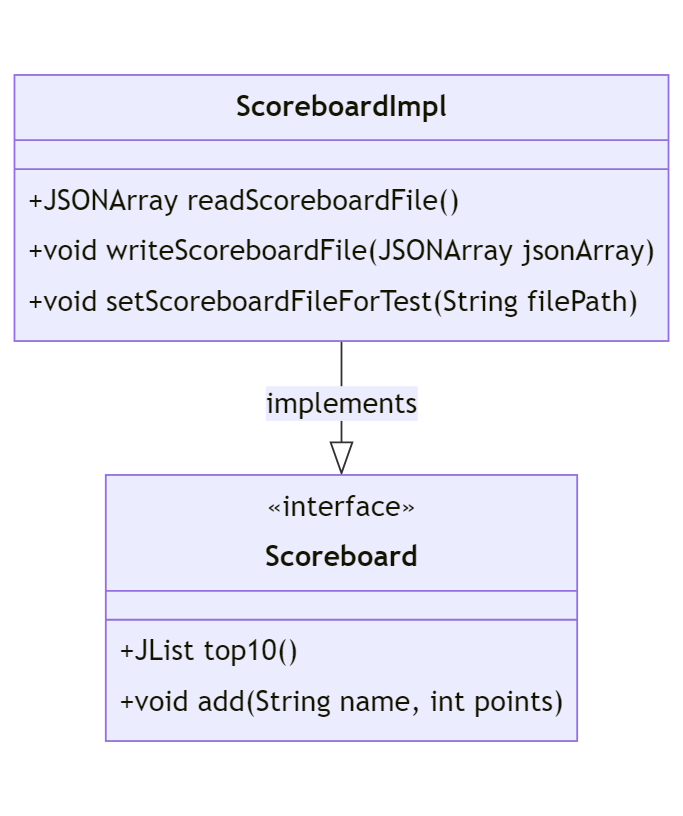 ScoreboardImpl
+JSONArray readScoreboardFile()
+void writeScoreboardFile(JSONArray jsonArray)
+void setScoreboardFileForTest(String filePath)
implements
«interface»
Scoreboard
+JList top10()
+void add(String name, int points)